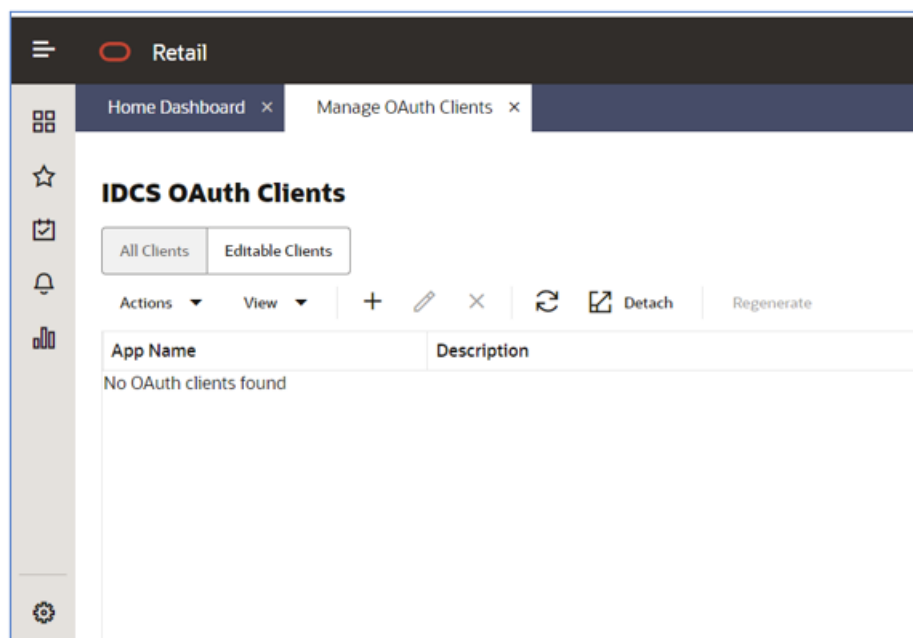 Retail
Home Dashboard × Manage OAuth Clients ×
IDCS OAuth Clients
All Clients Editable Clients
Actions View Detach Regenerate
App Name Description
No OAuth clients found